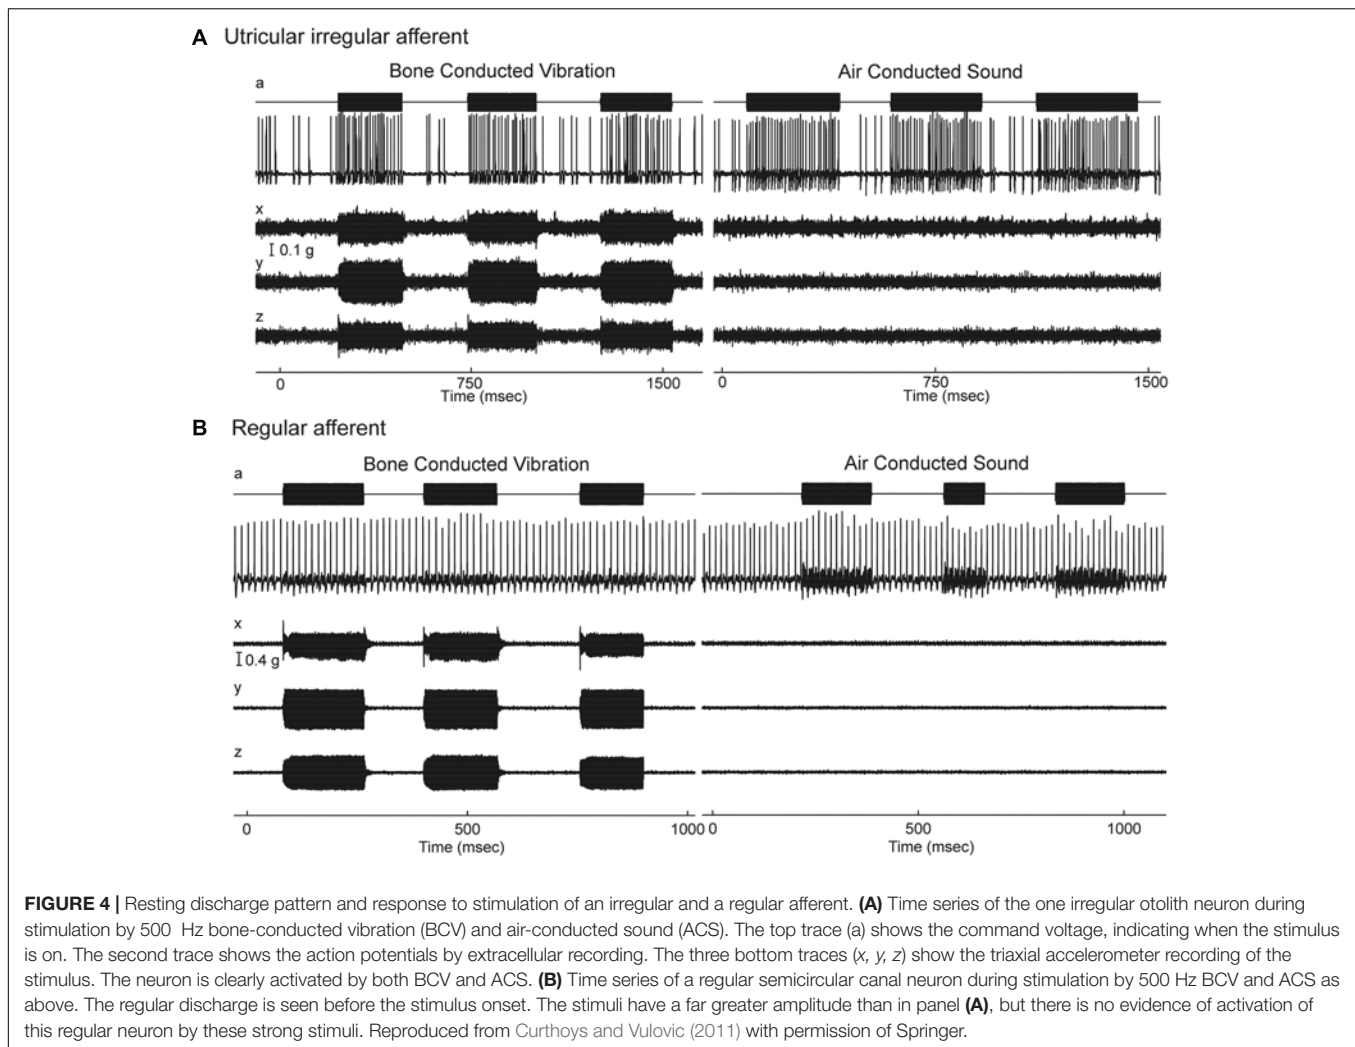 A Utricular irregular afferent
Bone Conducted Vibration
Air Conducted Sound
a
x
0.1 g
y
z
0 750 1500
Time (msec)
0 750 1500
Time (msec)
B Regular afferent
Bone Conducted Vibration
Air Conducted Sound
a
x
0.4 g
y
z
0 500 1000
Time (msec)
0 500 1000
Time (msec)
FIGURE 4 | Resting discharge pattern and response to stimulation of an irregular and a regular afferent. (A) Time series of the one irregular otolith neuron during
stimulation by 500 Hz bone-conducted vibration (BCV) and air-conducted sound (ACS). The top trace (a) shows the command voltage, indicating when the stimulus
is on. The second trace shows the action potentials by extracellular recording. The three bottom traces (x, y, z) show the triaxial accelerometer recording of the
stimulus. The neuron is clearly activated by both BCV and ACS. (B) Time series of a regular semicircular canal neuron during stimulation by 500 Hz BCV and ACS as
above. The regular discharge is seen before the stimulus onset. The stimuli have a far greater amplitude than in panel (A), but there is no evidence of activation of
this regular neuron by these strong stimuli. Reproduced from Curthoys and Vulovic (2011) with permission of Springer.